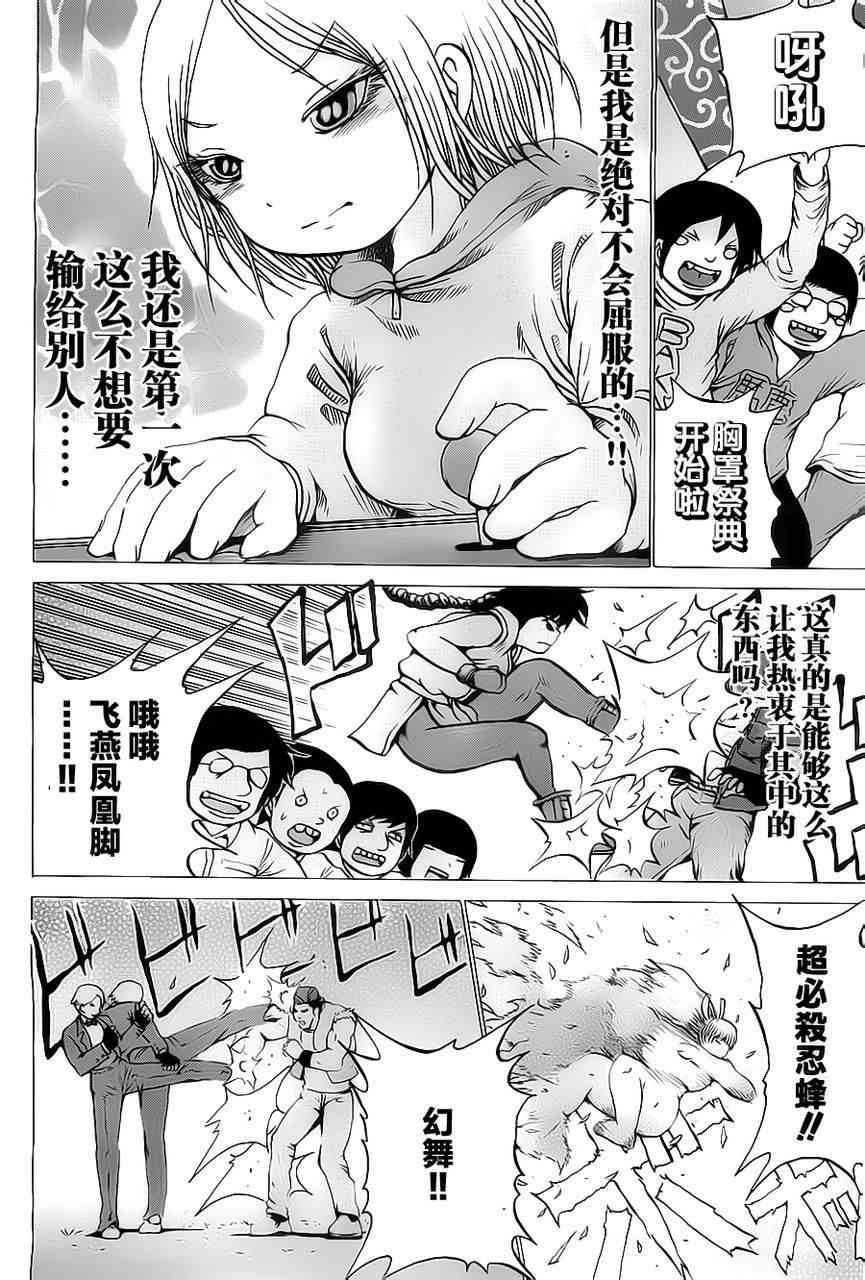 呀吼
胸罩祭典
开始啦
但是我是绝对不会屈服的…!!
我还是第一次
这么不想要
输给别人……
这真的是能够这么
让我热衷于其中的
东西吗?
哦哦
飞燕凤凰脚
……!!
超必殺忍蜂!!
幻舞!!